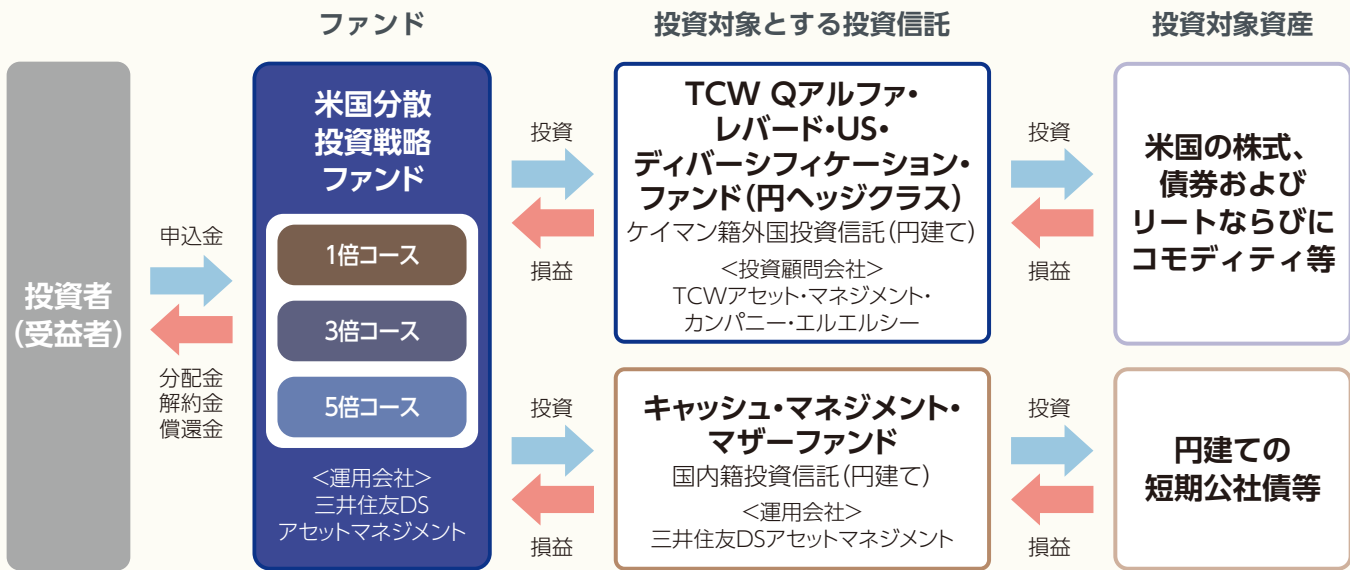 ファンド
投資対象とする投資信託
投資対象資産
投資者
(受益者)
申込金
分配金
解約金
償還金
米国分散
投資戦略
ファンド
1倍コース
3倍コース
5倍コース
<運用会社>
三井住友DS
アセットマネジメント
投資
損益
TCW Qアルファ・
レバード・US・
ディバーシフィケーション・
ファンド(円ヘッジクラス)
ケイマン籍外国投資信託(円建て)
<投資顧問会社>
TCWアセット・マネジメント・
カンパニー・エルエルシー
投資
損益
米国の株式、
債券および
リートならびに
コモディティ等
投資
損益
キャッシュ・マネジメント・
マザーファンド
国内籍投資信託(円建て)
<運用会社>
三井住友DSアセットマネジメント
投資
損益
円建ての
短期公社債等